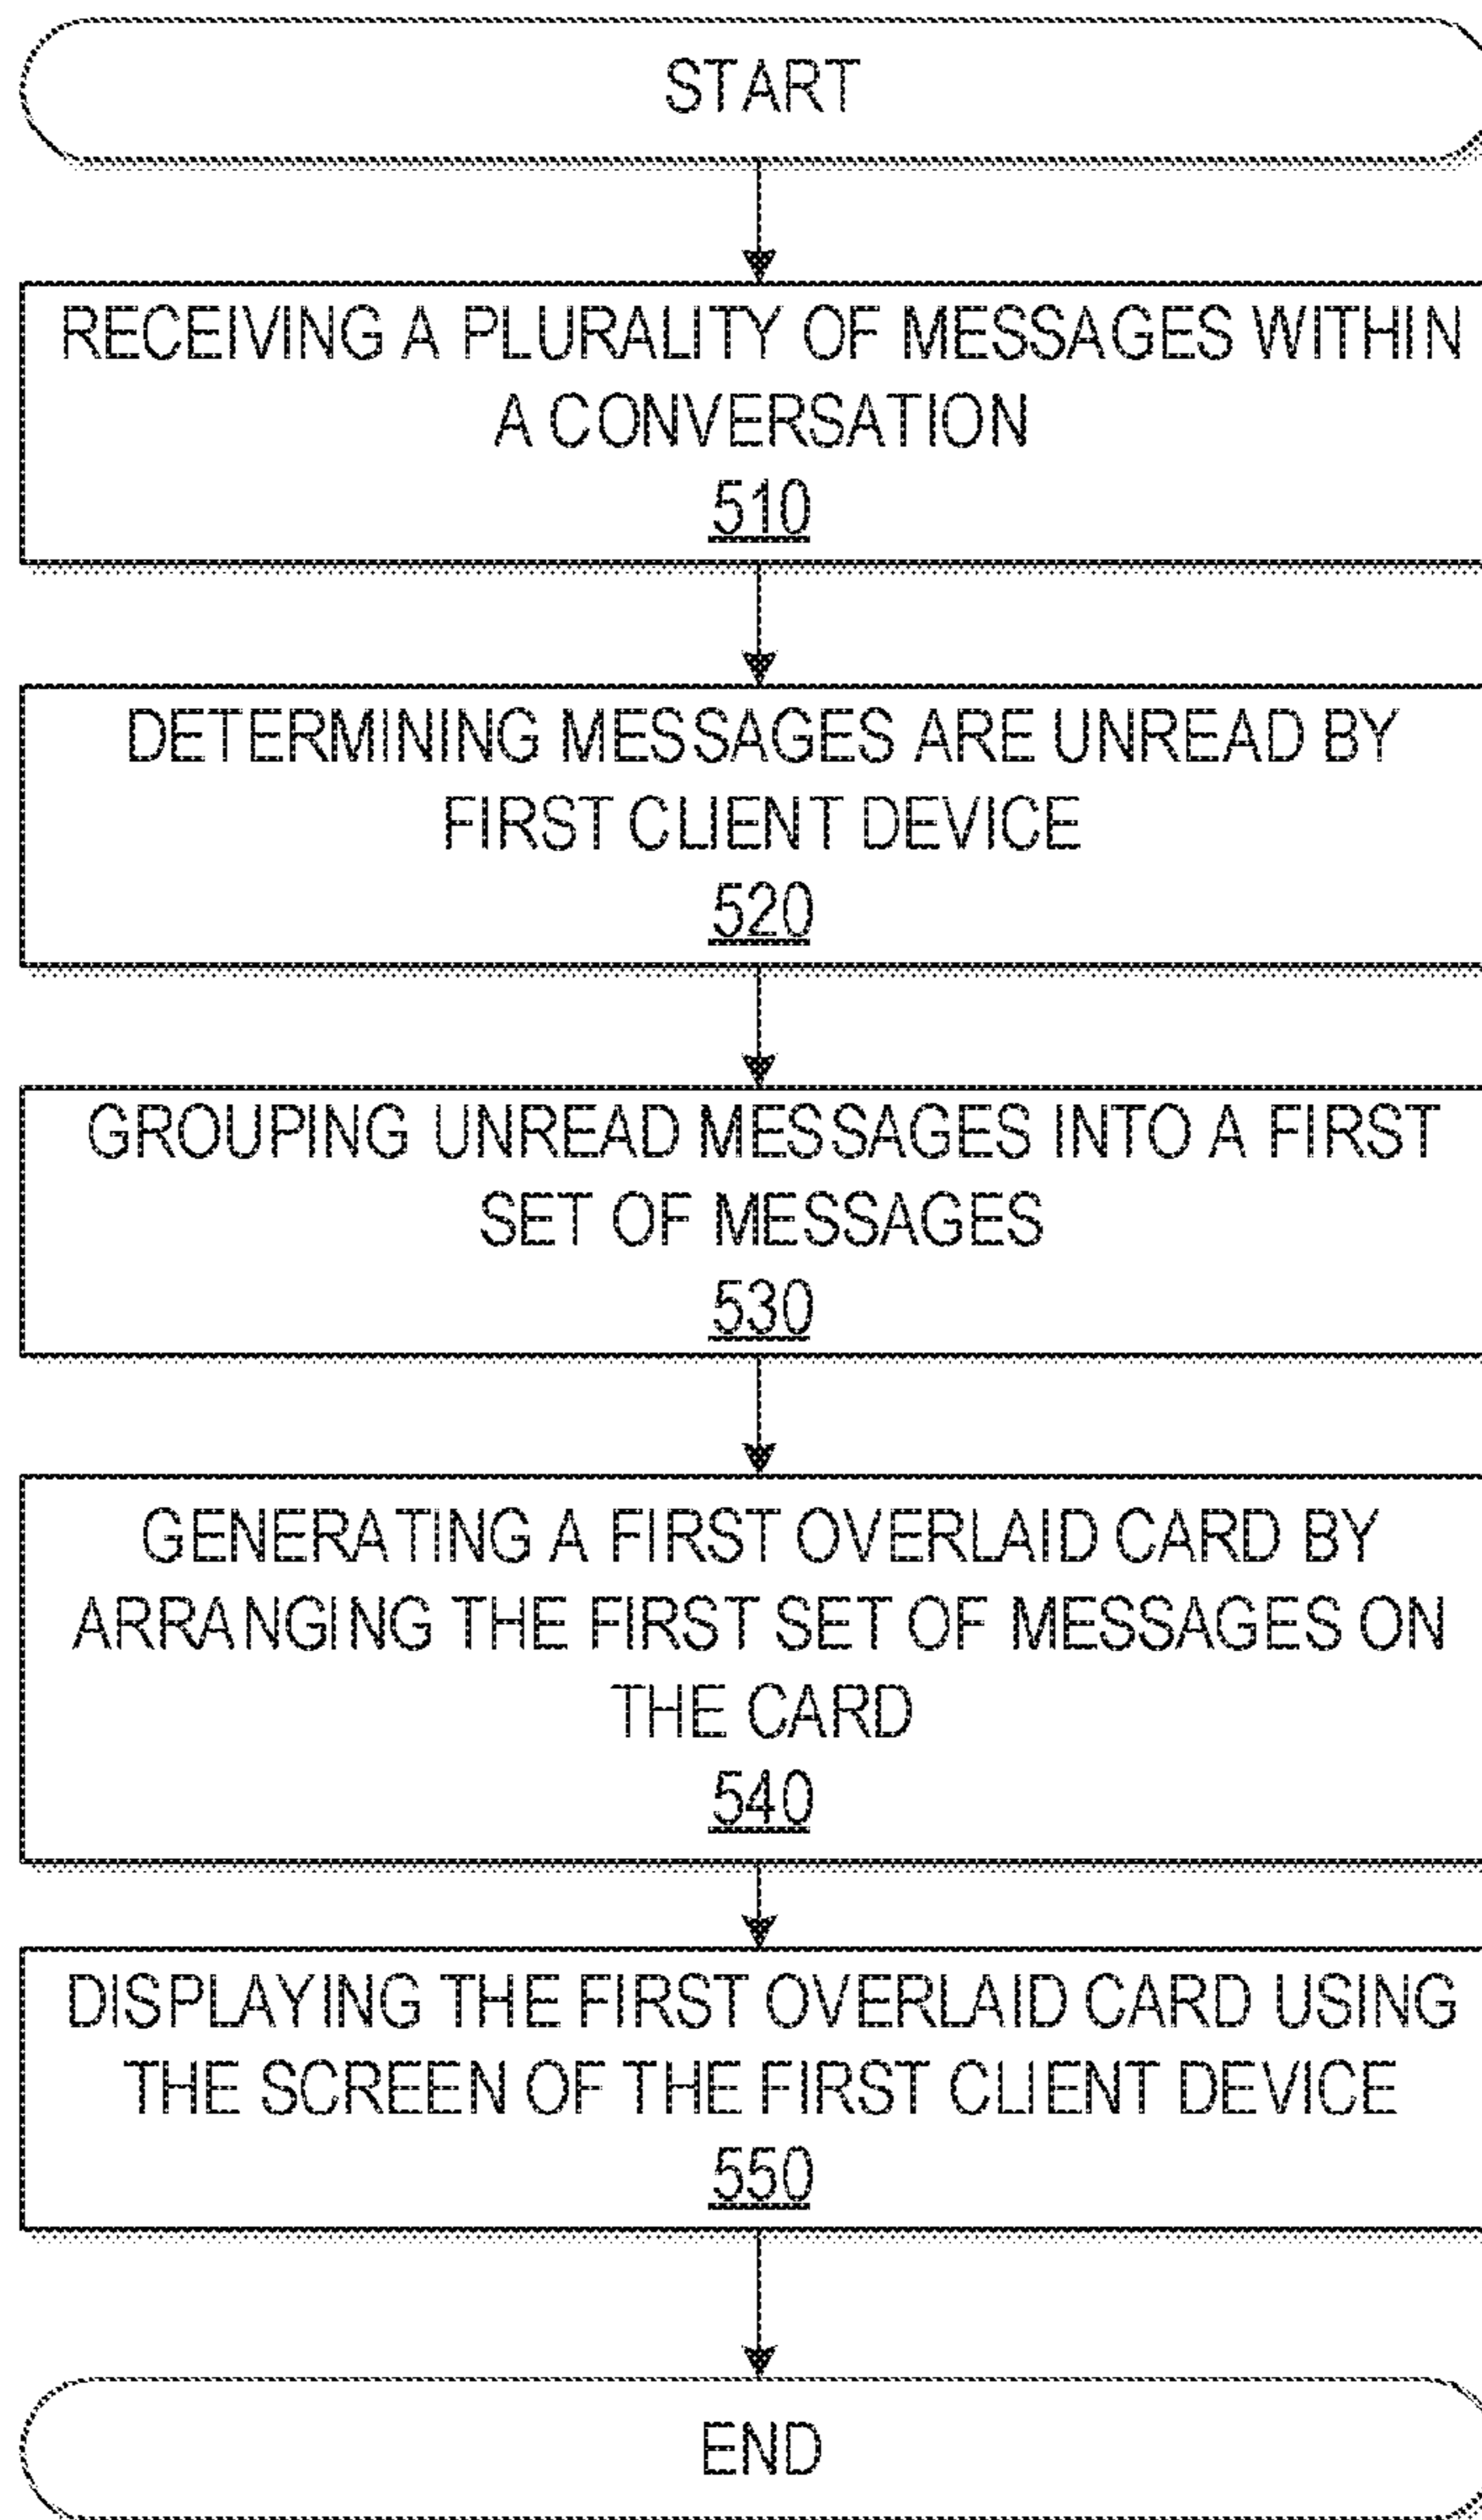 START
RECEIVING A PLURALITY OF MESSAGES WITHIN
A CONVERSATION
510
DETERMINING MESSAGES ARE UNREAD BY
FIRST CLIENT DEVICE
520
GROUPING UNREAD MESSAGES INTO A FIRST
SET OF MESSAGES
530
GENERATING A FIRST OVERLAID CARD BY
ARRANGING THE FIRST SET OF MESSAGES ON
THE CARD
540
DISPLAYING THE FIRST OVERLAID CARD USING
THE SCREEN OF THE FIRST CLIENT DEVICE
550
END